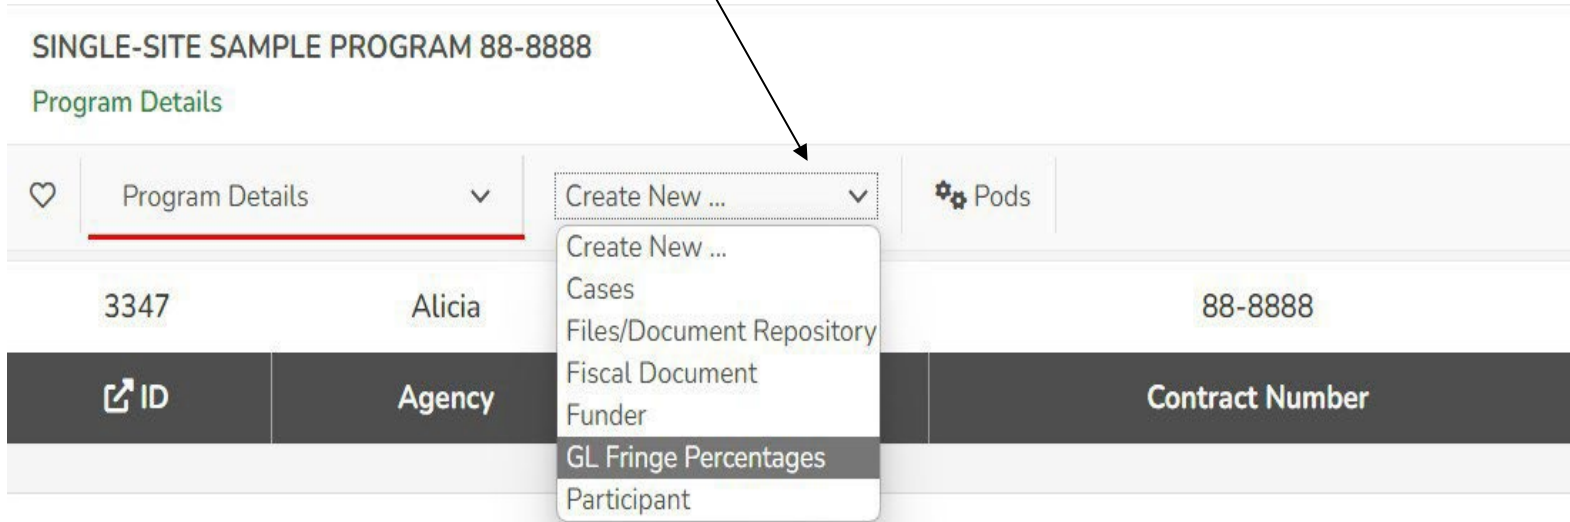 SINGLE-SITE SAMPLE PROGRAM 88-8888
Program Details
Program Details
Create New ...
Pods
Create New ...
Cases
Files/Document Repository
Fiscal Document
Funder
GL Fringe Percentages
Participant
3347 Alicia 88-8888
ID Agency Contract Number